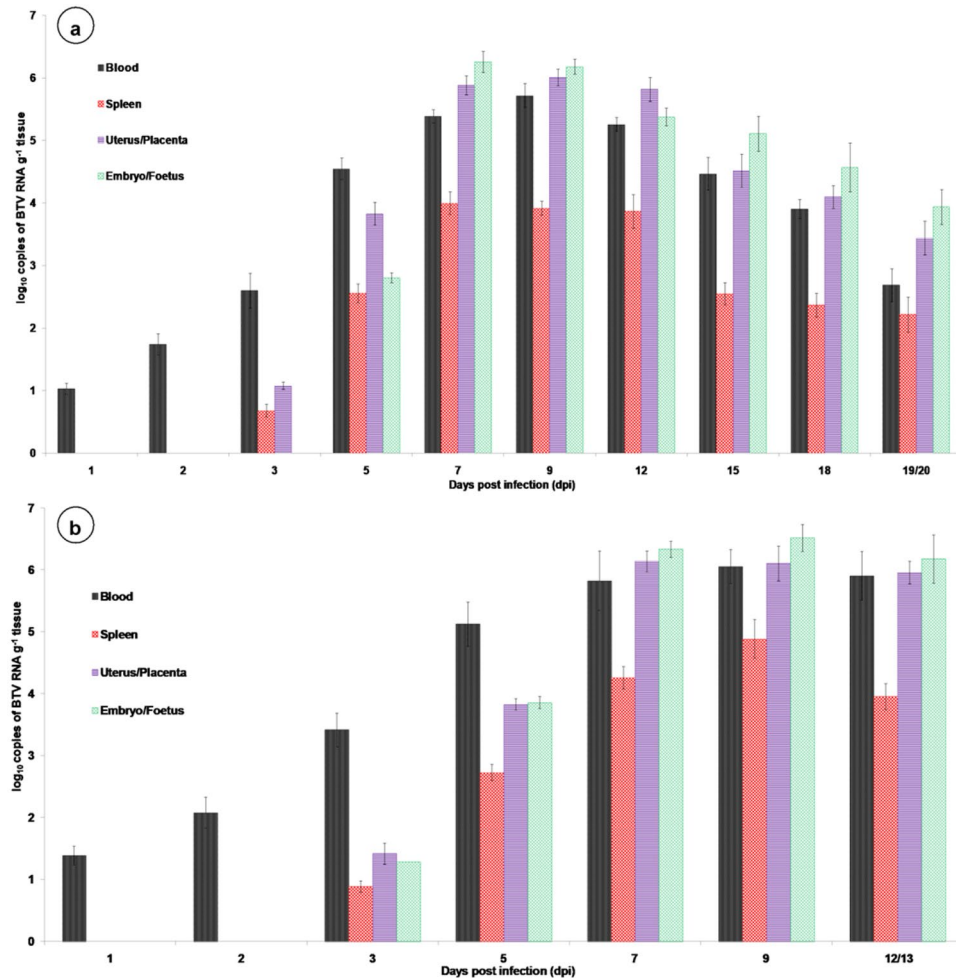 a
7
6
5
4
3
2
1
0
log10 copies of BTV RNA g-1 tissue
Blood
Spleen
Uterus/Placenta
Embryo/Foetus
1 2 3 5 7 9 12 15 18 19/20
Days post infection (dpi)
b
7
6
5
4
3
2
1
0
log10 copies of BTV RNA g-1 tissue
Blood
Spleen
Uterus/Placenta
Embryo/Foetus
1 2 3 5 7 9 12/13
Days post infection (dpi)